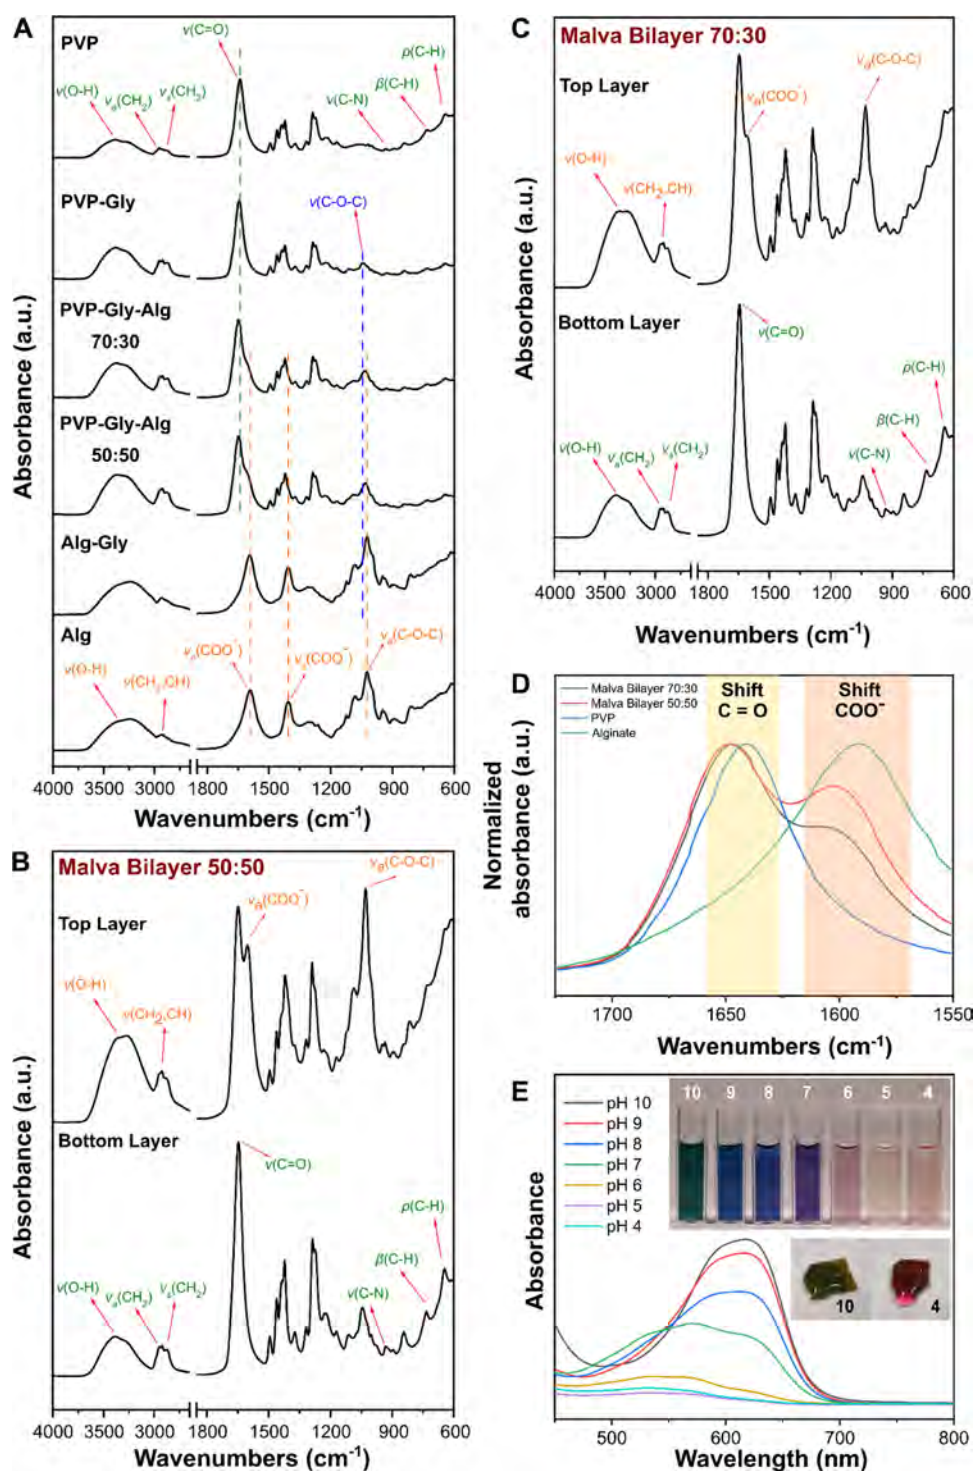 A
PVP
ν(C=O)
ν(O-H)
νₐ(CH₂)
νₛ(CH₂)
ν(C-N)
β(C-H)
ρ(C-H)
PVP-Gly
ν(C-O-C)
PVP-Gly-Alg
70:30
PVP-Gly-Alg
50:50
Alg-Gly
Alg
ν(O-H)
ν(CH₂,CH)
(COO⁻)
(COO⁻)
(C-O-C)
Absorbance (a.u.)
4000 3500 3000 1800 1500 1200 900 600
Wavenumbers (cm⁻¹)
B
Malva Bilayer 50:50
Top Layer
ν(O-H)
ν(CH₂,CH)
νₐ(COO⁻)
νₐ(C-O-C)
Bottom Layer
ν(O-H)
νₐ(CH₂)
νₛ(CH₂)
ν(C=O)
ν(C-N)
β(C-H)
ρ(C-H)
Absorbance (a.u.)
4000 3500 3000 1800 1500 1200 900 600
Wavenumbers (cm⁻¹)
C
Malva Bilayer 70:30
Top Layer
ν(O-H)
ν(CH₂,CH)
νₐ(COO⁻)
νₐ(C-O-C)
Bottom Layer
ν(O-H)
νₐ(CH₂)
νₛ(CH₂)
ν(C=O)
ν(C-N)
β(C-H)
ρ(C-H)
Absorbance (a.u.)
4000 3500 3000 1800 1500 1200 900 600
Wavenumbers (cm⁻¹)
D
Malva Bilayer 70:30
Malva Bilayer 50:50
PVP
Alginate
Shift
C = O
Shift
COO⁻
Normalized
absorbance (a.u.)
1700 1650 1600 1550
Wavenumbers (cm⁻¹)
E
pH 10
pH 9
pH 8
pH 7
pH 6
pH 5
pH 4
10 9 8 7 6 5 4
10 4
Absorbance
500 600 700 800
Wavelength (nm)